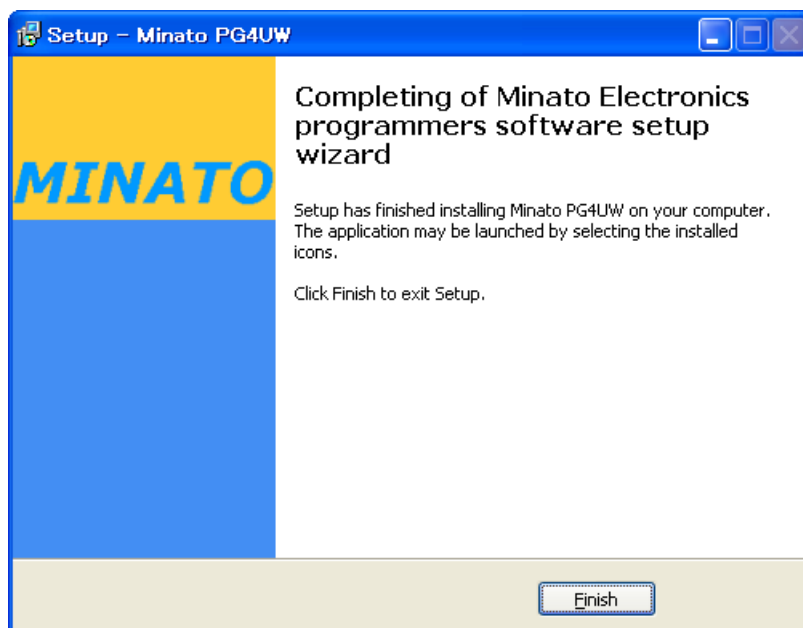 Setup - Minato PG4UW
MINATO
Completing of Minato Electronics
programmers software setup
wizard
Setup has finished installing Minato PG4UW on your computer.
The application may be launched by selecting the installed
icons.
Click Finish to exit Setup.
Finish